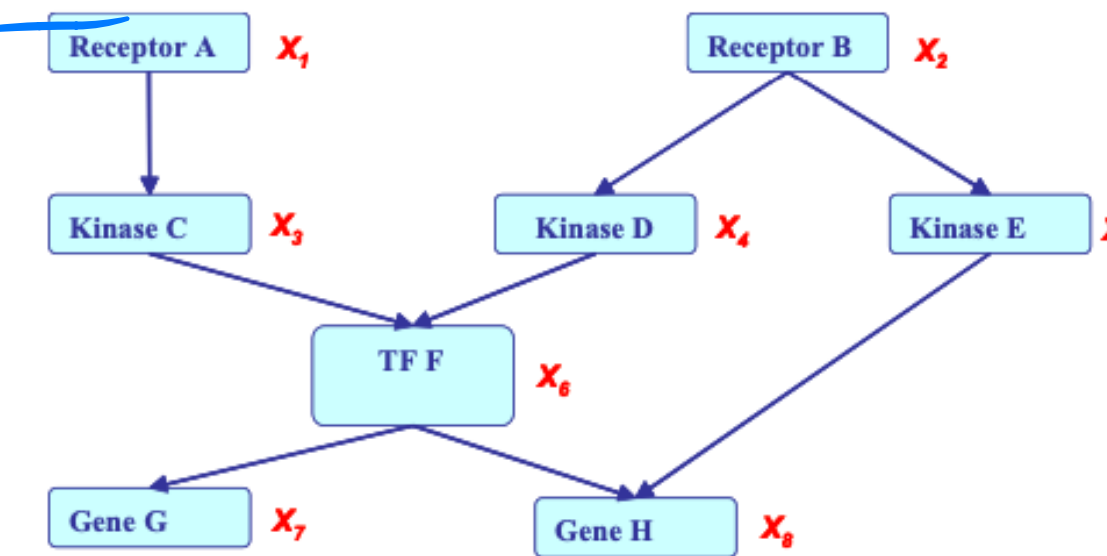 Receptor A X₁
Receptor B X₂
Kinase C X₃
Kinase D X₄
Kinase E
TF F X₆
Gene G X₇
Gene H X₈